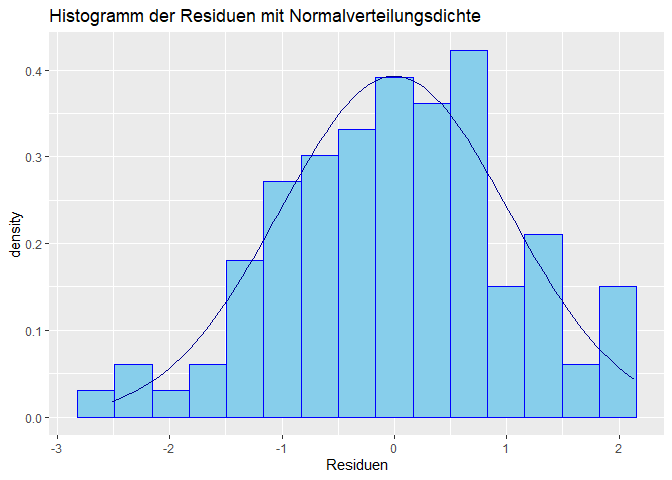 Histogramm der Residuen mit Normalverteilungsdichte
density
0.4
0.3
0.2
0.1
0.0
-3 -2 -1 0 1 2
Residuen